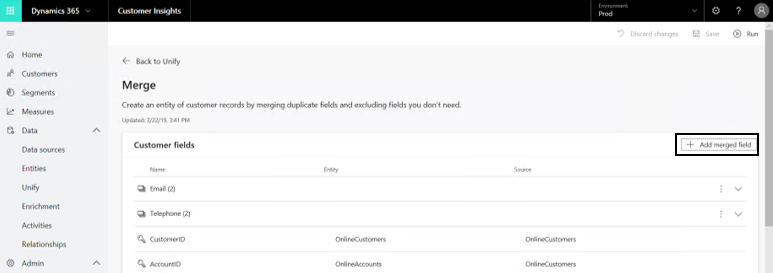 Dynamics 365
Customer Insights
Environment
Prod
?
Discard changes
Save
Run
Home
Customers
Segments
Measures
Data
Data sources
Entities
Unify
Enrichment
Activities
Relationships
Admin
Back to Unify
Merge
Create an entity of customer records by merging duplicate fields and excluding fields you don't need.
Updated: 3/22/19, 3:41 PM
Customer fields
Add merged field
Name Entity Source
Email (2)
Telephone (2)
CustomerID OnlineCustomers OnlineCustomers
AccountID OnlineAccounts OnlineCustomers